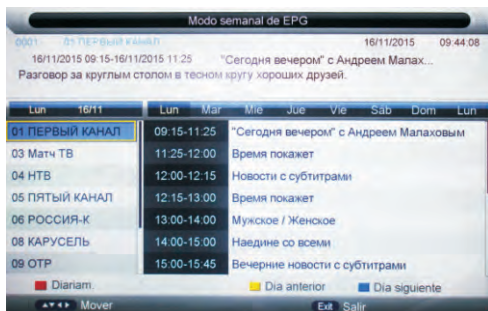 Modo semanal de EPG
0001 01 ПЕРВЫЙ КАНАЛ 16/11/2015 09:44:08
16/11/2015 09:15-16/11/2015 11:25 "Сегодня вечером" с Андреем Малах...
Разговор за круглым столом в тесном кругу хороших друзей.
Lun 16/11 Lun Mar Mié Jue Vie Sáb Dom Lun
01 ПЕРВЫЙ КАНАЛ 09:15-11:25 "Сегодня вечером" с Андреем Малаховым
03 Матч ТВ 11:25-12:00 Время покажет
04 НТВ 12:00-12:15 Новости с субтитрами
05 ПЯТЫЙ КАНАЛ 12:15-13:00 Время покажет
06 РОССИЯ-К 13:00-14:00 Мужское / Женское
08 КАРУСЕЛЬ 14:00-15:00 Наедине со всеми
09 ОТР 15:00-15:45 Вечерние новости с субтитрами
Diariam. Día anterior Día siguiente
Mover Exit Salir